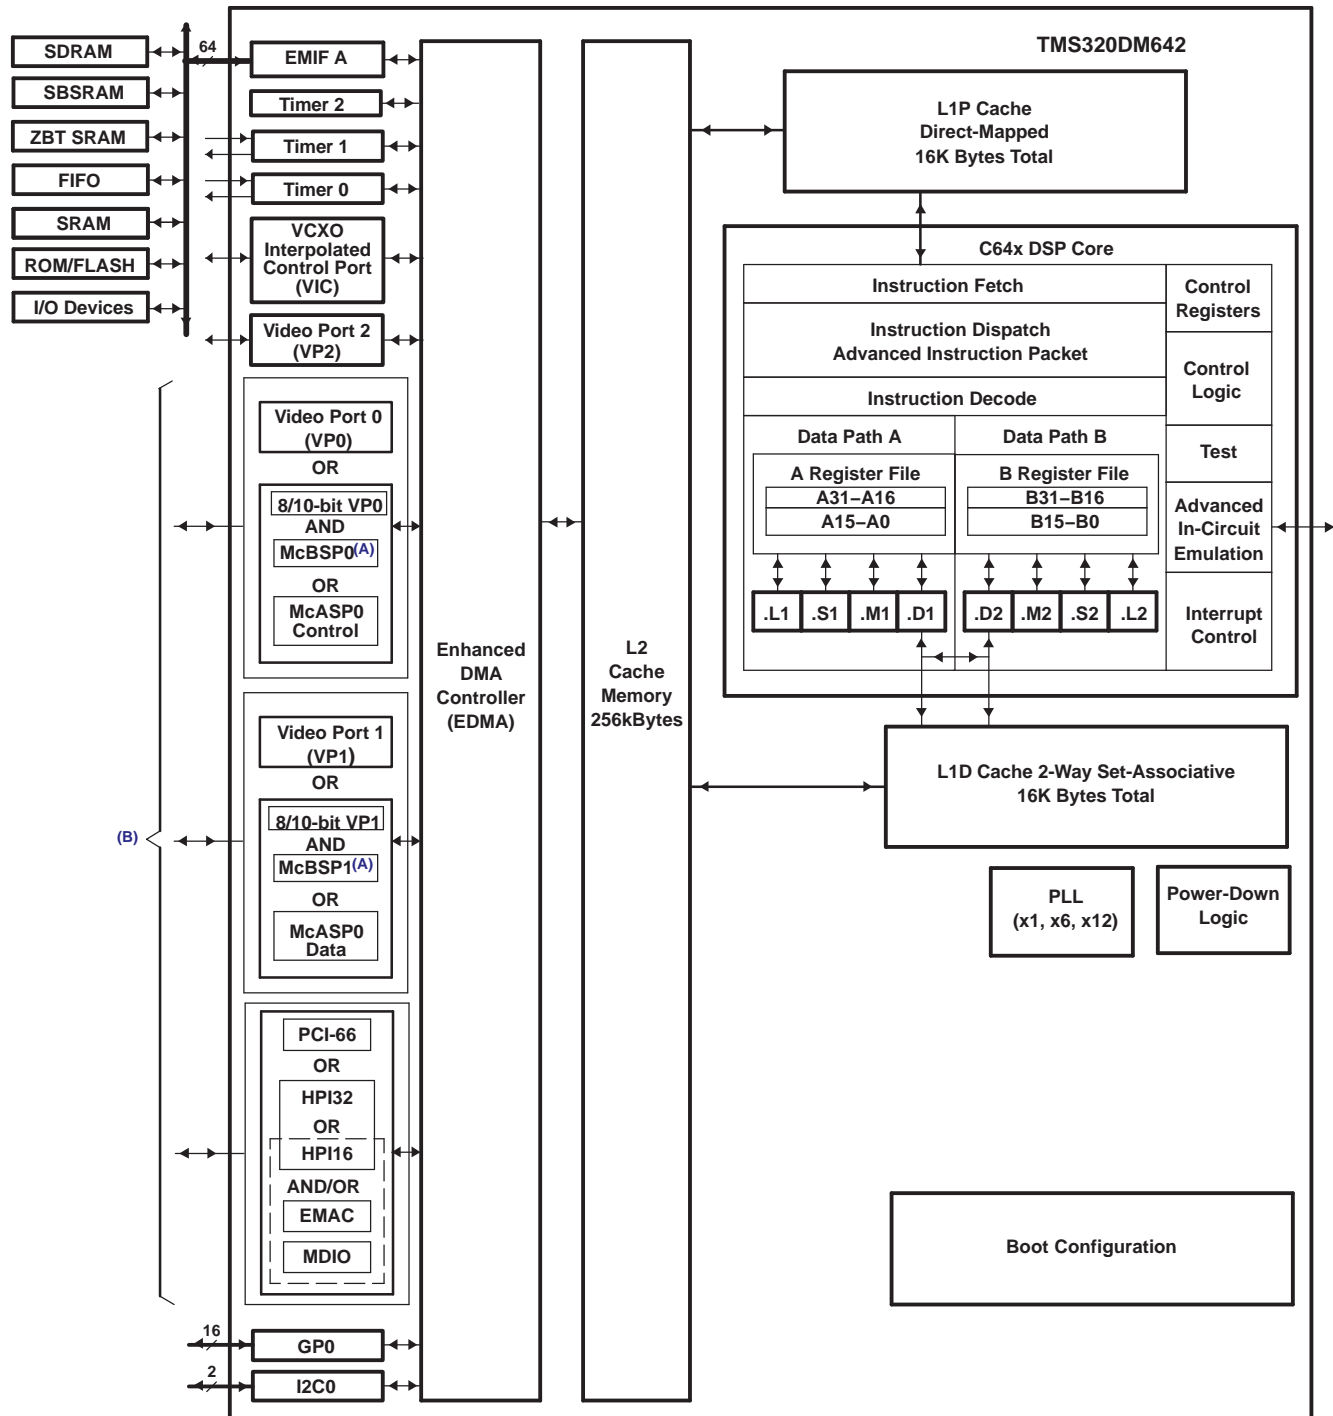 TMS320DM642
64
SDRAM
SBSRAM
ZBT SRAM
FIFO
SRAM
ROM/FLASH
I/O Devices
EMIF A
Timer 2
Timer 1
Timer 0
VCXO
Interpolated
Control Port
(VIC)
Video Port 2
(VP2)
Video Port 0
(VP0)
OR
8/10-bit VP0
AND
McBSP0(A)
OR
McASP0
Control
Video Port 1
(VP1)
OR
8/10-bit VP1
AND
McBSP1(A)
OR
McASP0
Data
(B)
PCI-66
OR
HPI32
OR
HPI16
AND/OR
EMAC
MDIO
16
GP0
2
I2C0
Enhanced
DMA
Controller
(EDMA)
L2
Cache
Memory
256kBytes
L1P Cache
Direct-Mapped
16K Bytes Total
C64x DSP Core
Instruction Fetch
Instruction Dispatch
Advanced Instruction Packet
Instruction Decode
Data Path A
Data Path B
A Register File
A31–A16
A15–A0
B Register File
B31–B16
B15–B0
.L1
.S1
.M1
.D1
.D2
.M2
.S2
.L2
Control
Registers
Control
Logic
Test
Advanced
In-Circuit
Emulation
Interrupt
Control
L1D Cache 2-Way Set-Associative
16K Bytes Total
PLL
(x1, x6, x12)
Power-Down
Logic
Boot Configuration